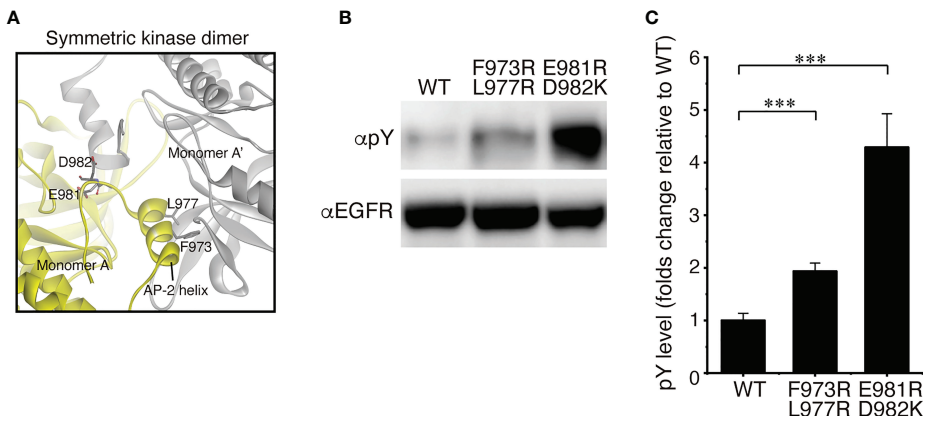 A
Symmetric kinase dimer
D982
E981
Monomer A'
L977
F973
Monomer A
AP-2 helix
B
WT
F973R
L977R
E981R
D982K
αpY
αEGFR
C
pY level (folds change relative to WT)
6
5
4
3
2
1
0
***
***
WT
F973R
L977R
E981R
D982K